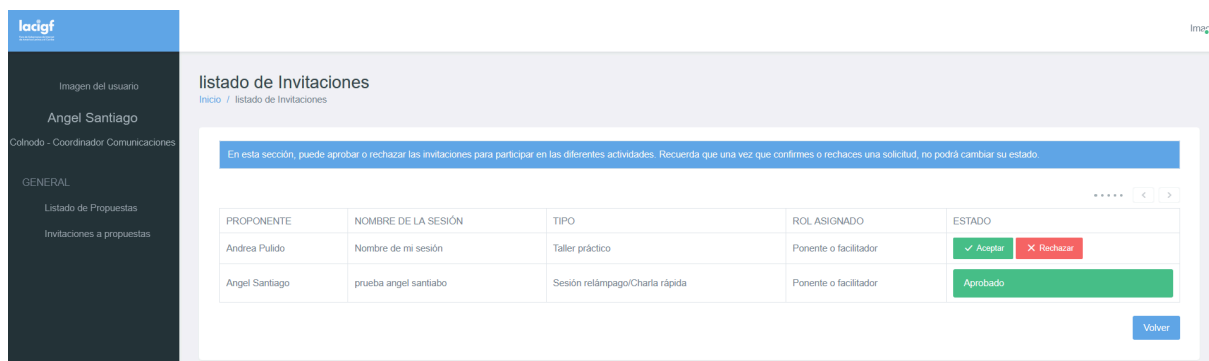 lacigf
Imag
Imagen del usuario
Angel Santiago
Colnodo - Coordinador Comunicaciones
GENERAL
Listado de Propuestas
Invitaciones a propuestas
listado de Invitaciones
Inicio / listado de Invitaciones
En esta sección, puede aprobar o rechazar las invitaciones para participar en las diferentes actividades. Recuerda que una vez que confirmes o rechaces una solicitud, no podrá cambiar su estado.
PROPONENTE NOMBRE DE LA SESIÓN TIPO ROL ASIGNADO ESTADO
Andrea Pulido Nombre de mi sesión Taller práctico Ponente o facilitador Aceptar Rechazar
Angel Santiago prueba angel santiabo Sesión relámpago/Charla rápida Ponente o facilitador Aprobado
Volver